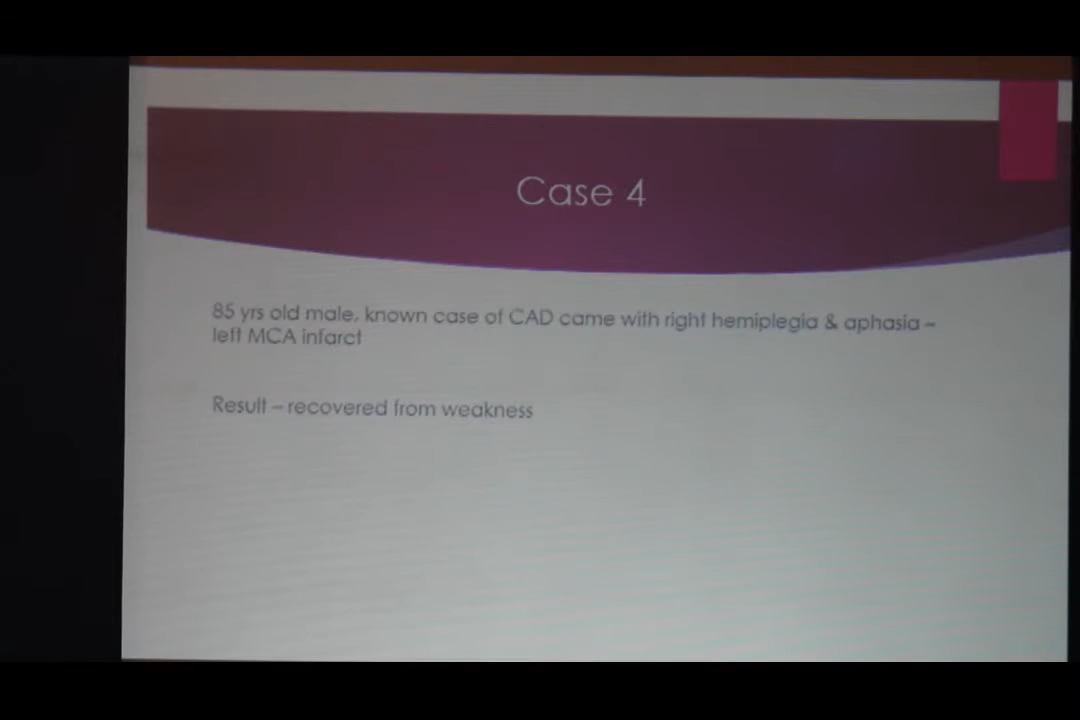 Case 4
85 yrs old male, known case of CAD came with right hemiplegia & aphasia –
left MCA infarct
Result – recovered from weakness